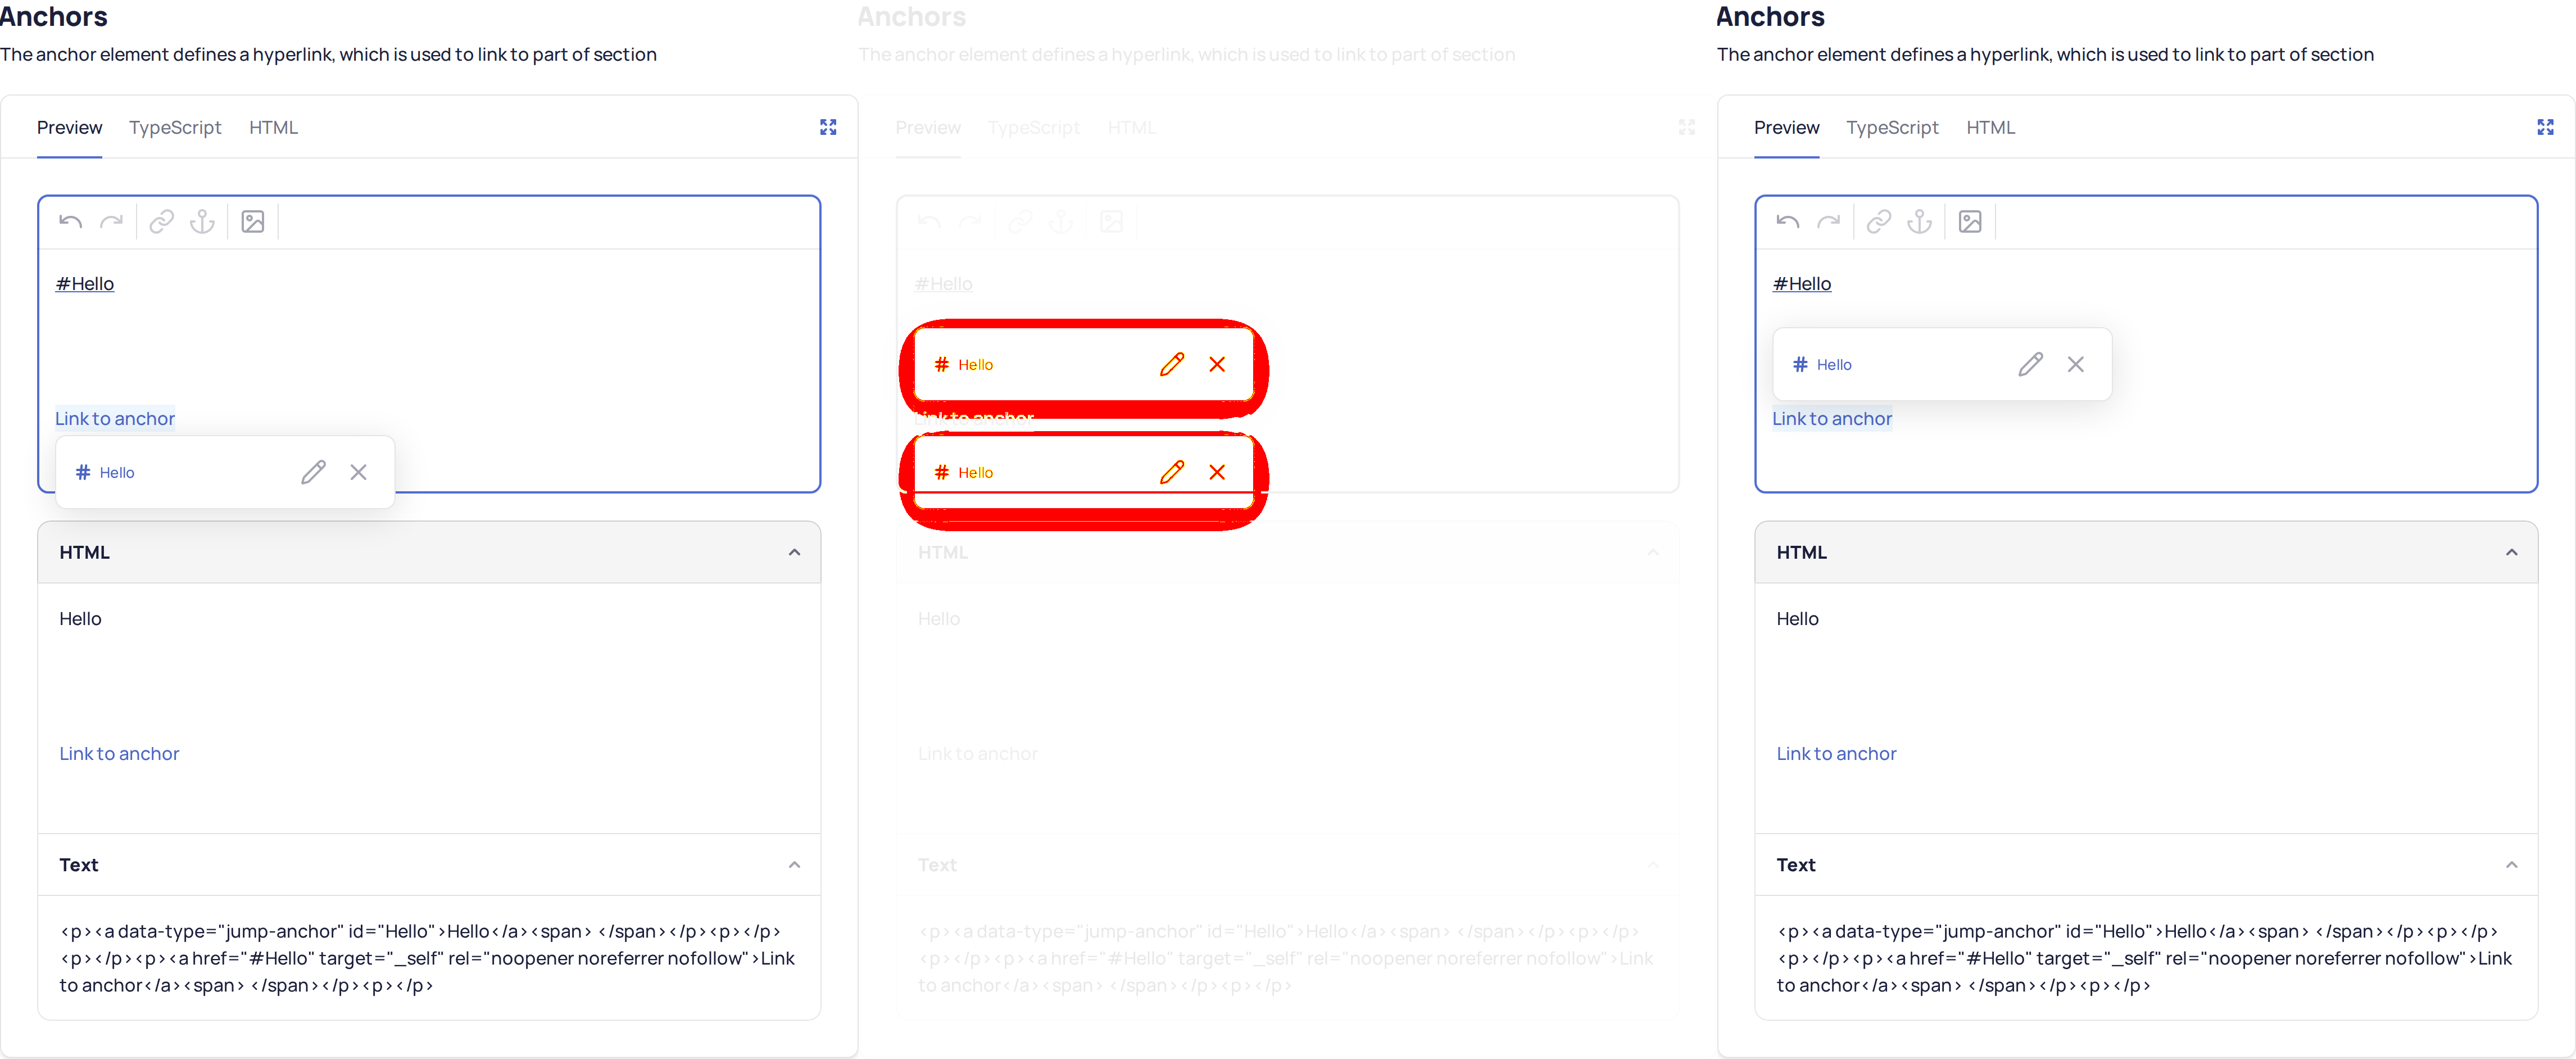 Anchors
The anchor element defines a hyperlink, which is used to link to part of section
Preview TypeScript HTML
#Hello
Link to anchor
# Hello
HTML
Hello
Link to anchor
Text
<p><a data-type="jump-anchor" id="Hello">Hello</a><span> </span></p><p></p>
<p></p><p><a href="#Hello" target="_self" rel="noopener noreferrer nofollow">Link
to anchor</a><span> </span></p><p></p>
Anchors
The anchor element defines a hyperlink, which is used to link to part of section
Preview TypeScript HTML
#Hello
# Hello
Link to anchor
# Hello
HTML
Hello
Link to anchor
Text
<p><a data-type="jump-anchor" id="Hello">Hello</a><span> </span></p><p></p>
<p></p><p><a href="#Hello" target="_self" rel="noopener noreferrer nofollow">Link
to anchor</a><span> </span></p><p></p>
Anchors
The anchor element defines a hyperlink, which is used to link to part of section
Preview TypeScript HTML
#Hello
# Hello
Link to anchor
HTML
Hello
Link to anchor
Text
<p><a data-type="jump-anchor" id="Hello">Hello</a><span> </span></p><p></p>
<p></p><p><a href="#Hello" target="_self" rel="noopener noreferrer nofollow">Link
to anchor</a><span> </span></p><p></p>